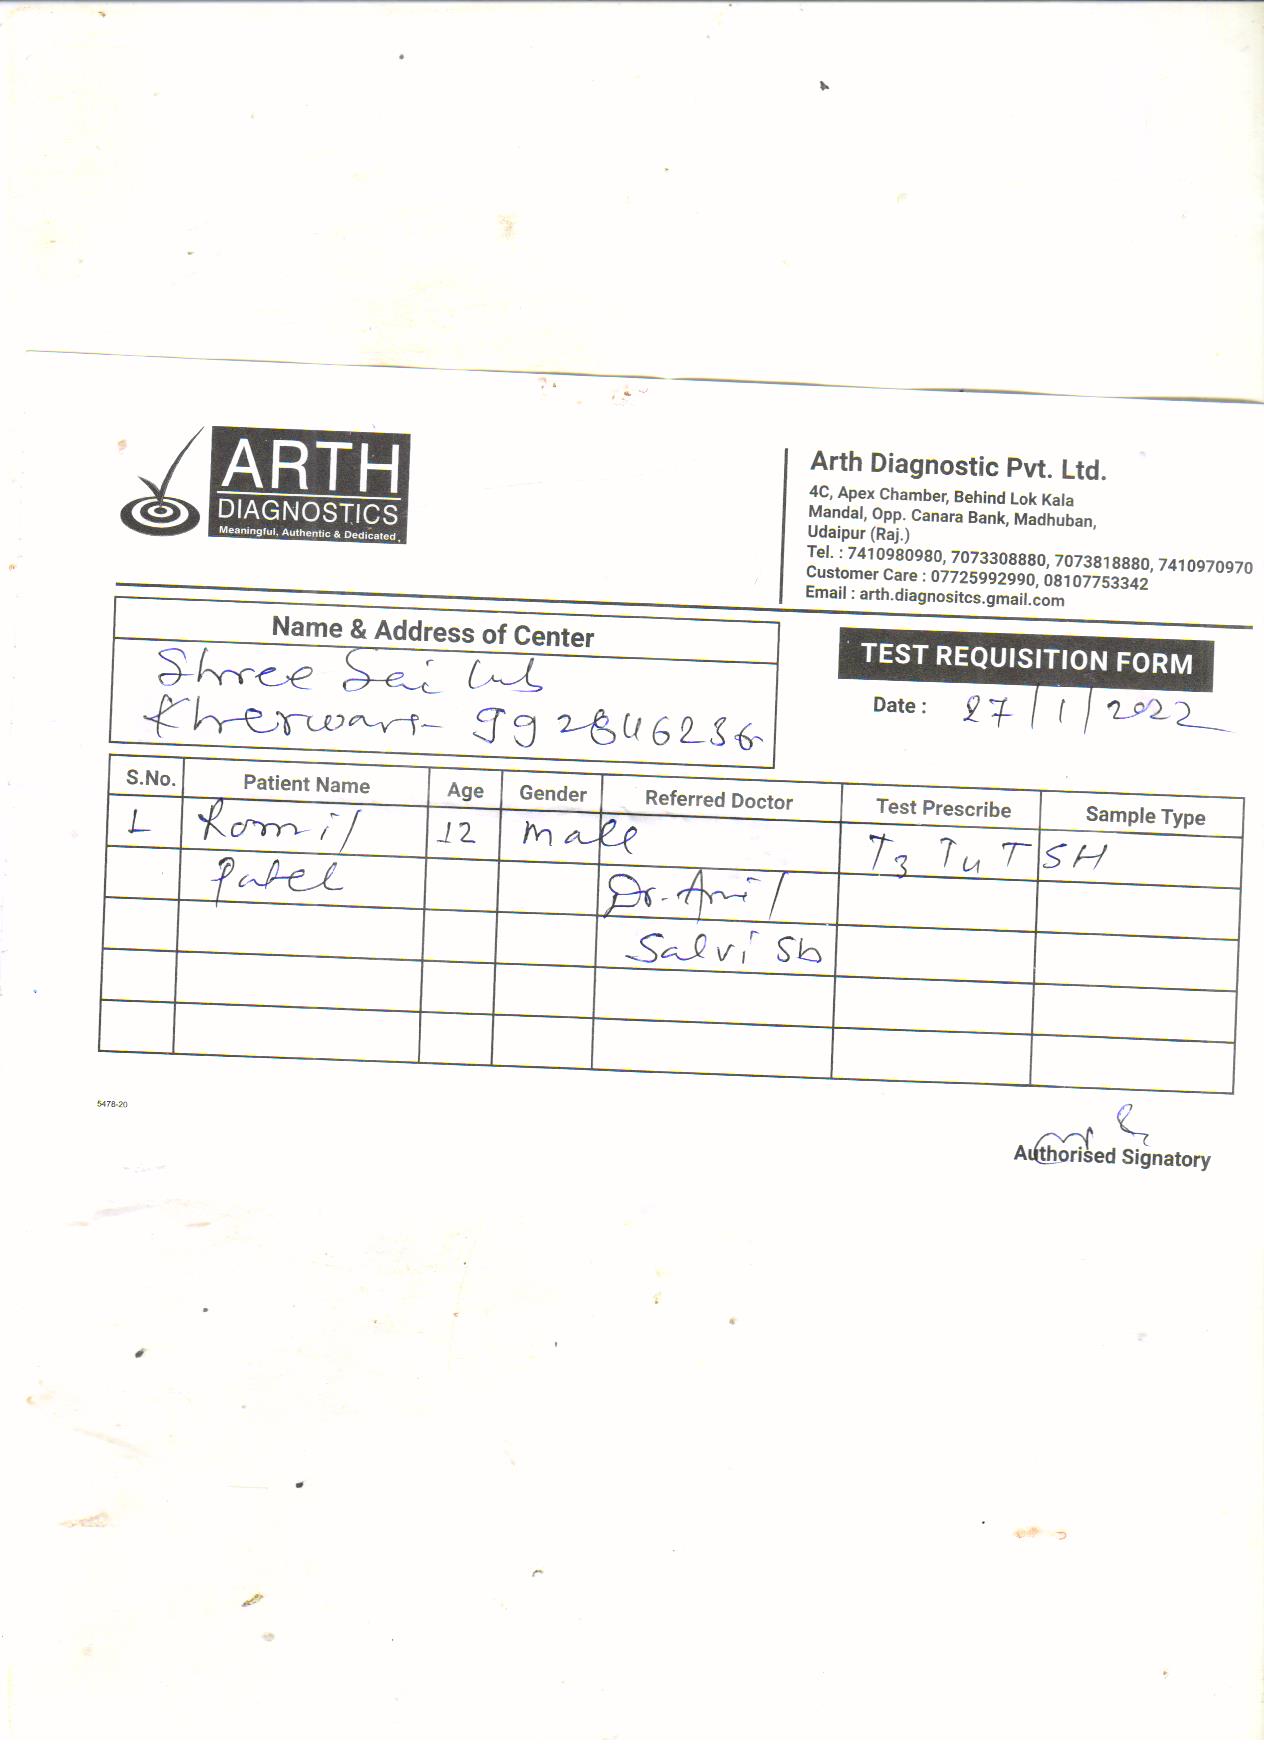 ARTH
DIAGNOSTICS
Meaningful, Authentic & Dedicated.
Arth Diagnostic Pvt. Ltd.
4C, Apex Chamber, Behind Lok Kala
Mandal, Opp. Canara Bank, Madhuban,
Udaipur (Raj.)
Tel. : 7410980980, 7073308880, 7073818880, 7410970970
Customer Care : 07725992990, 08107753342
Email : arth.diagnositcs.gmail.com
Name & Address of Center
Shree Sai Lab
Kherwara- 992846236
TEST REQUISITION FORM
Date : 27/1/2022
S.No. Patient Name Age Gender Referred Doctor Test Prescribe Sample Type
1 Romil 12 male T3 T4 TSH
Patel Dr. Anil
Salvi Sb
5478-20
Authorised Signatory